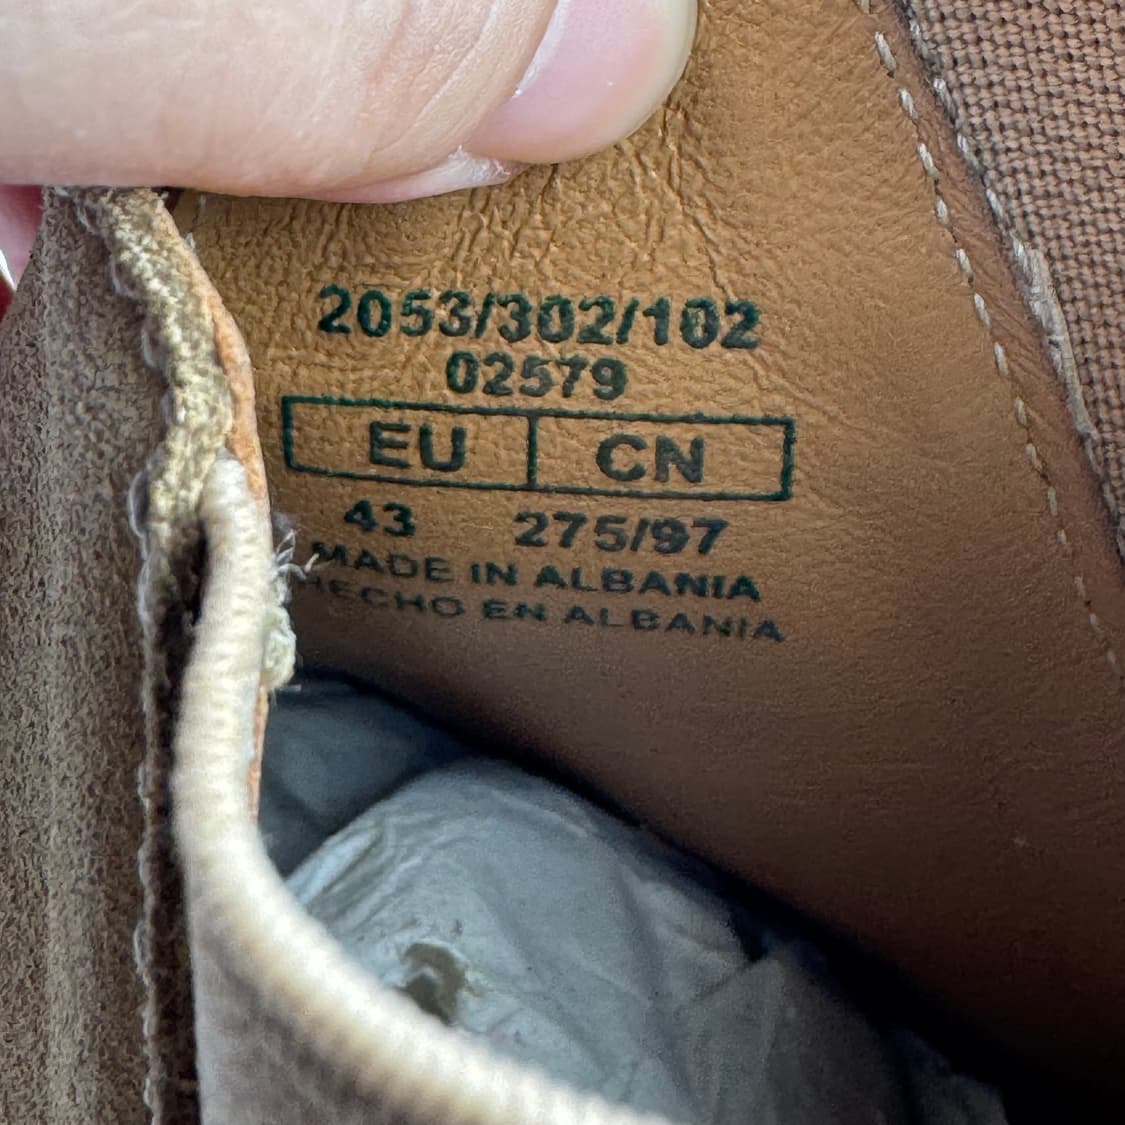 2053/302/102
02579
EU CN
43 275/97
MADE IN ALBANIA
HECHO EN ALBANIA